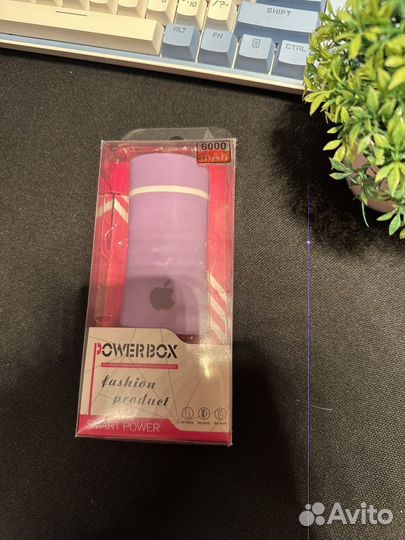 SHIFT
ALT
FN
CTRL
6000
mAh
POWERBOX
fashion
product
SMART POWER
Avito